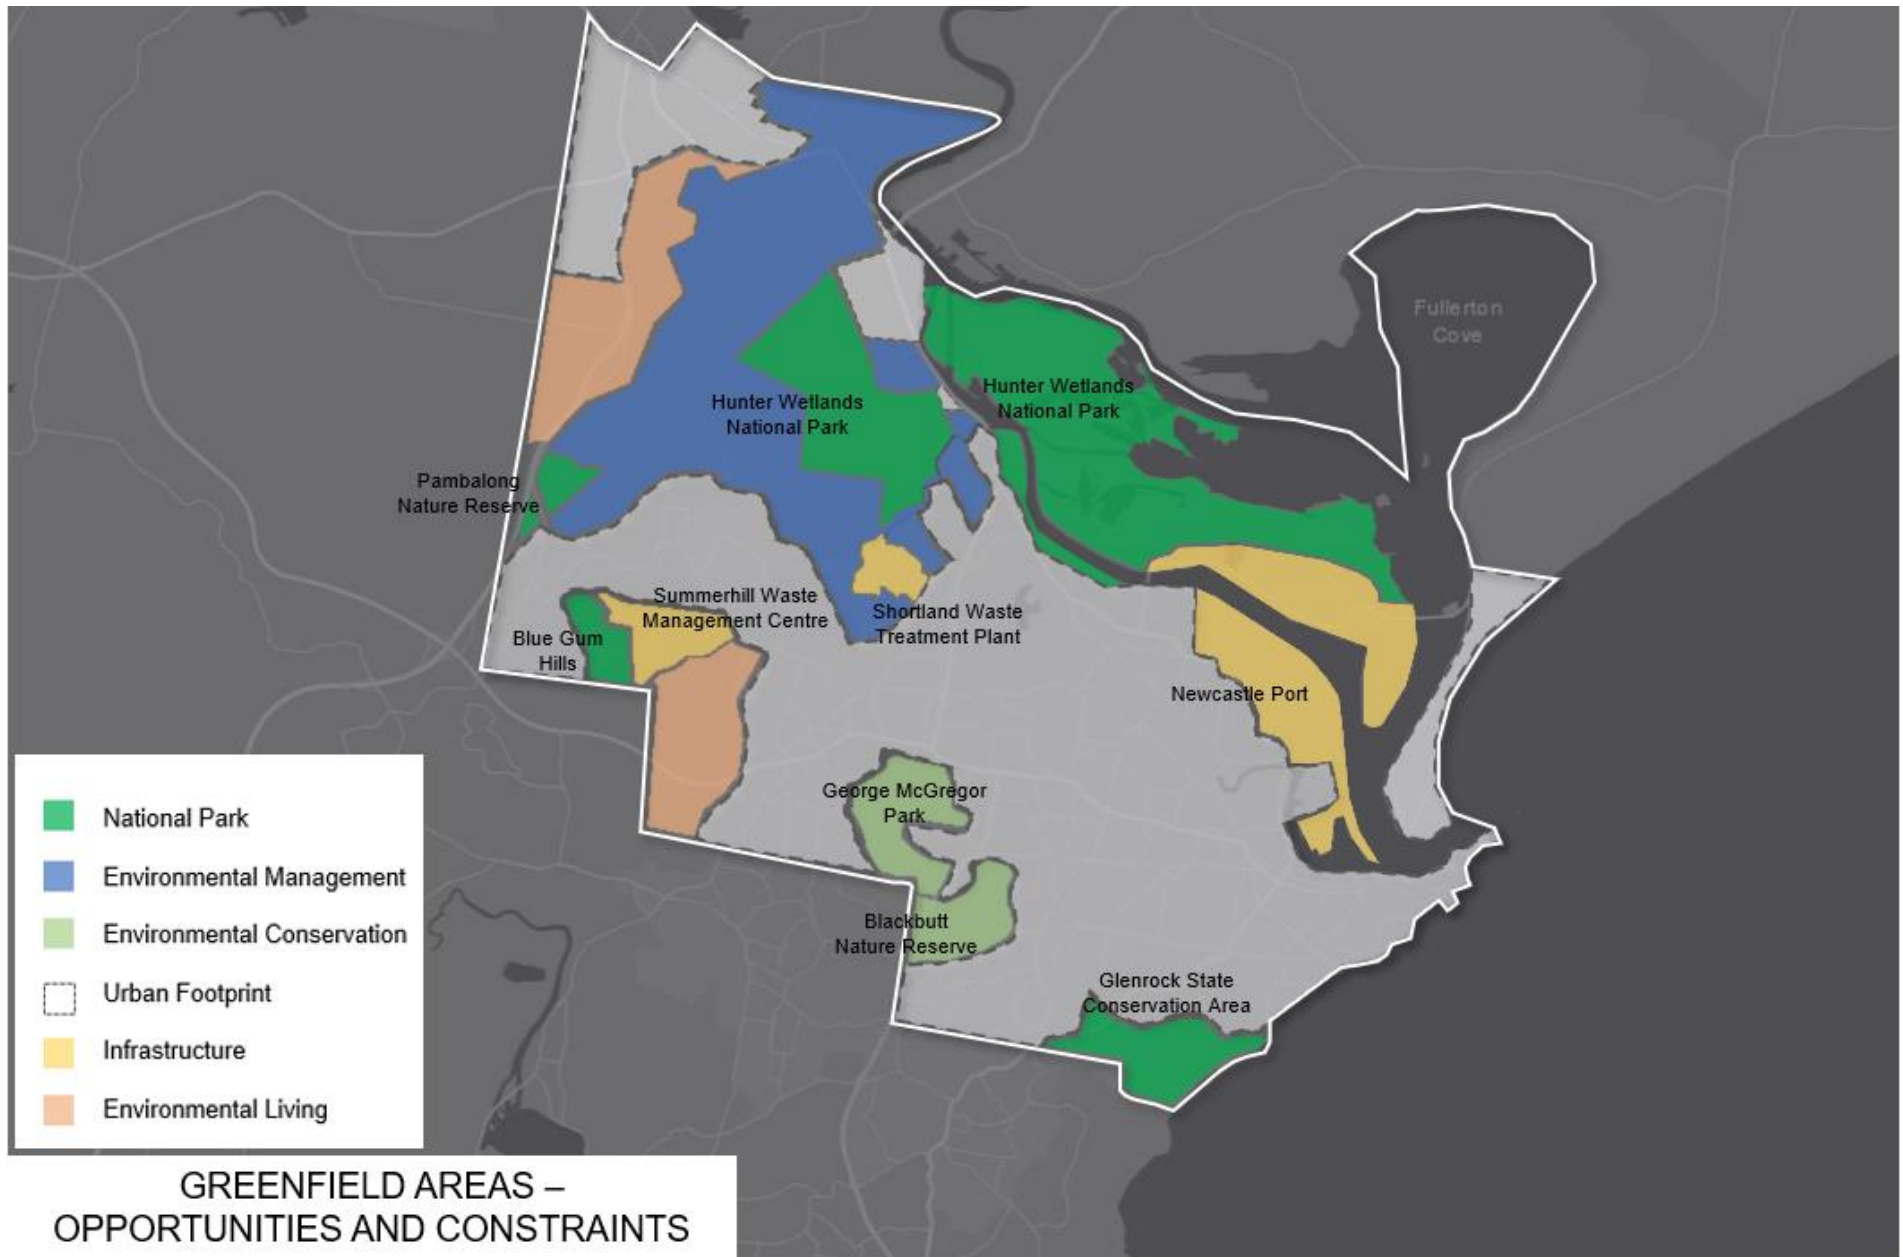 Fullerton
Cove
Hunter Wetlands
National Park
Hunter Wetlands
National Park
Pambalong
Nature Reserve
Summerhill Waste
Management Centre
Shortland Waste
Treatment Plant
Blue Gum
Hills
Newcastle Port
George McGregor
Park
Blackbutt
Nature Reserve
Glenrock State
Conservation Area
National Park
Environmental Management
Environmental Conservation
Urban Footprint
Infrastructure
Environmental Living
GREENFIELD AREAS –
OPPORTUNITIES AND CONSTRAINTS